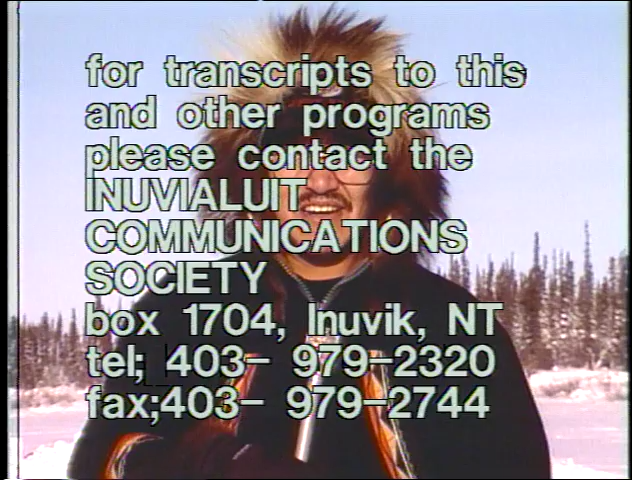 for transcripts to this
and other programs
please contact the
INUVIALUIT
COMMUNICATIONS
SOCIETY
box 1704, Inuvik, NT
tel; 403- 979-2320
fax;403- 979-2744